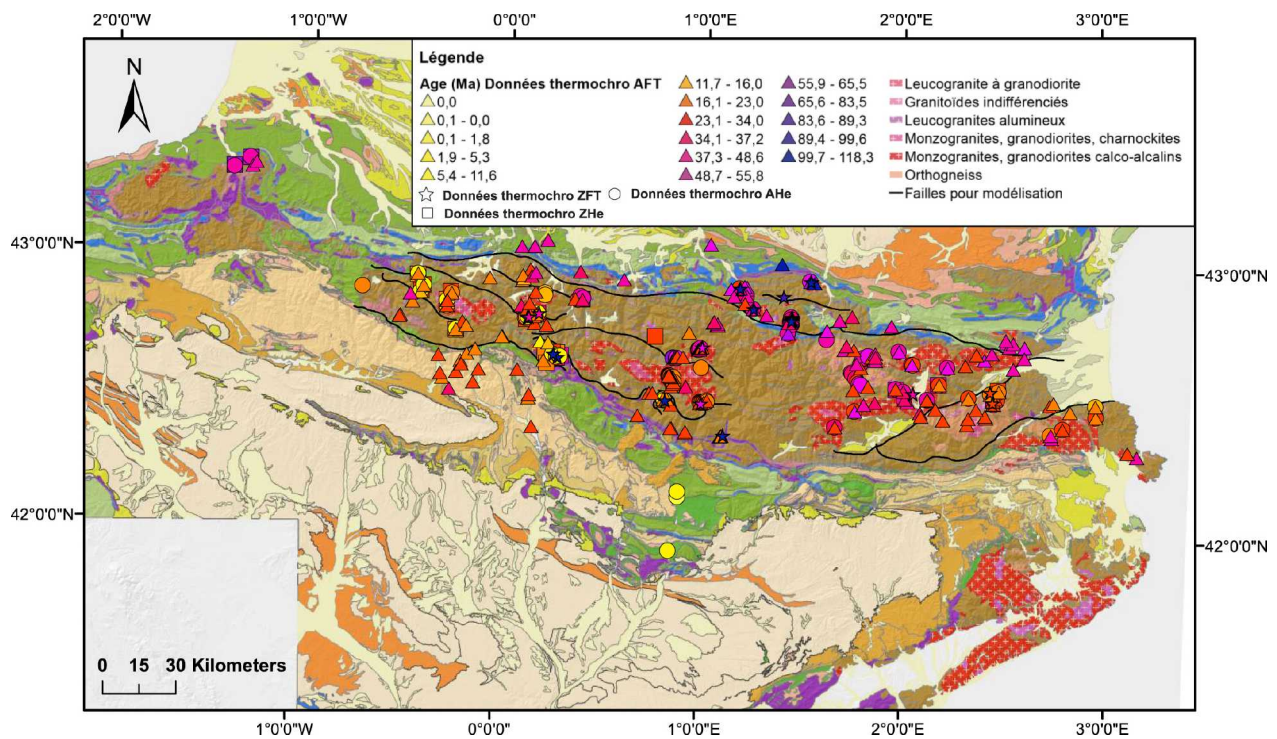 2°0'0"W 1°0'0"W 0°0'0" 1°0'0"E 2°0'0"E 3°0'0"E
N
Légende
Age (Ma) Données thermochro AFT
0,0
0,1 - 0,0
0,1 - 1,8
1,9 - 5,3
5,4 - 11,6
11,7 - 16,0
16,1 - 23,0
23,1 - 34,0
34,1 - 37,2
37,3 - 48,6
48,7 - 55,8
55,9 - 65,5
65,6 - 83,5
83,6 - 89,3
89,4 - 99,6
99,7 - 118,3
Leucogranite à granodiorite
Granitoïdes indifférenciés
Leucogranites alumineux
Monzogranites, granodiorites, charnockites
Monzogranites, granodiorites calco-alcalins
Orthogneiss
Failles pour modélisation
Données thermochro ZFT
Données thermochro AHe
Données thermochro ZHe
43°0'0"N
43°0'0"N
42°0'0"N
42°0'0"N
0 15 30 Kilometers
1°0'0"W 0°0'0" 1°0'0"E 2°0'0"E 3°0'0"E